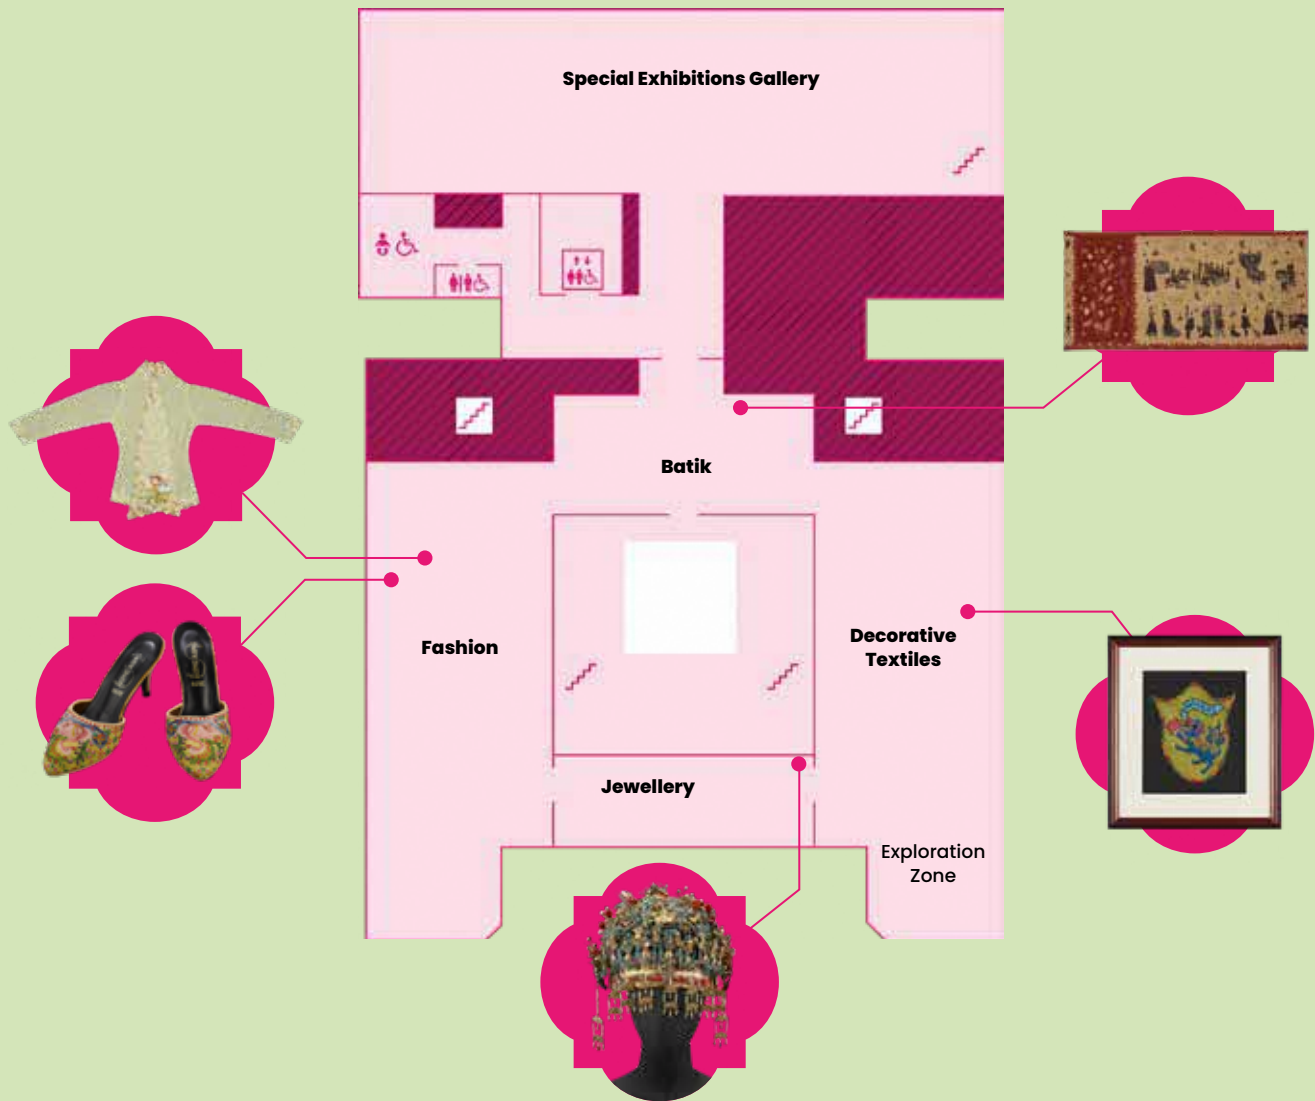 Special Exhibitions Gallery
Batik
Fashion
Decorative
Textiles
Jewellery
Exploration
Zone